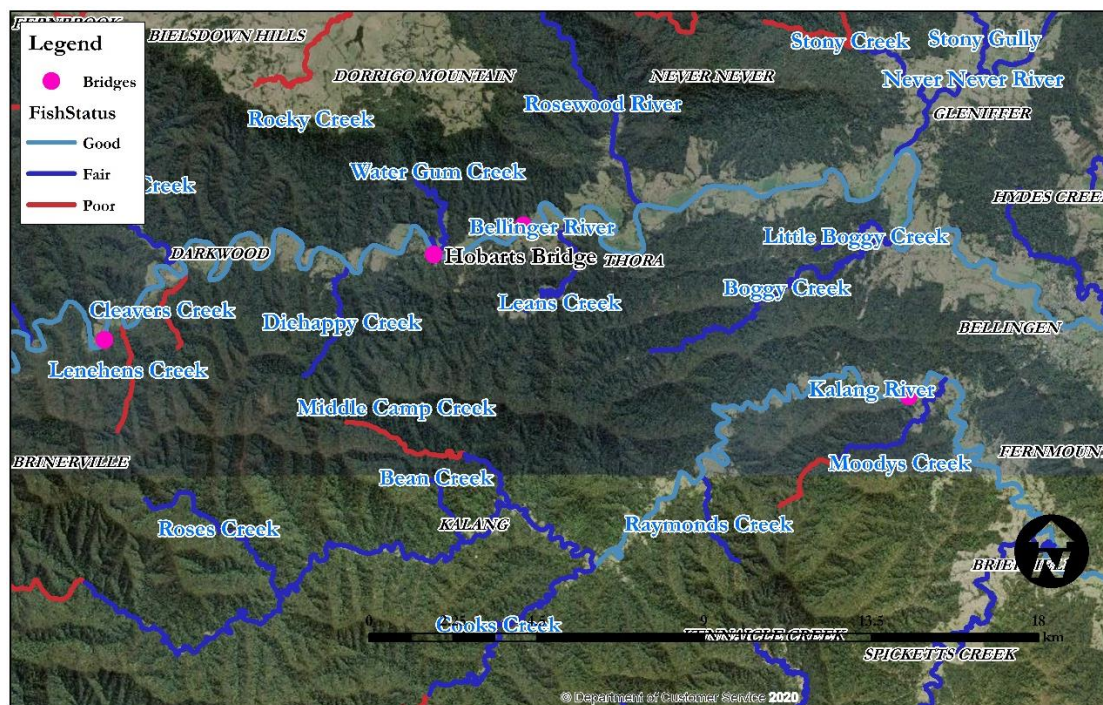 FERNBROOK
BIELSDOWN HILLS
Legend
Bridges
FishStatus
Good
Fair
Poor
DORRIGO MOUNTAIN
NEVER NEVER
Stony Creek
Stony Gully
Never Never River
Rosewood River
GLENIFFER
Rocky Creek
Water Gum Creek
Creek
HYDES CREEK
Bellinger River
Little Boggy Creek
DARKWOOD
Hobarts Bridge
THORA
Boggy Creek
Leans Creek
Cleavers Creek
Diehappy Creek
BELLINGEN
Lenehens Creek
Kalang River
Middle Camp Creek
BRINERVILLE
FERNMOUNT
Moodys Creek
Bean Creek
Roses Creek
KALANG
Raymonds Creek
N
0
9
13.5
18
km
Cooks Creek
SPICKETTS CREEK
© Department of Customer Service 2020